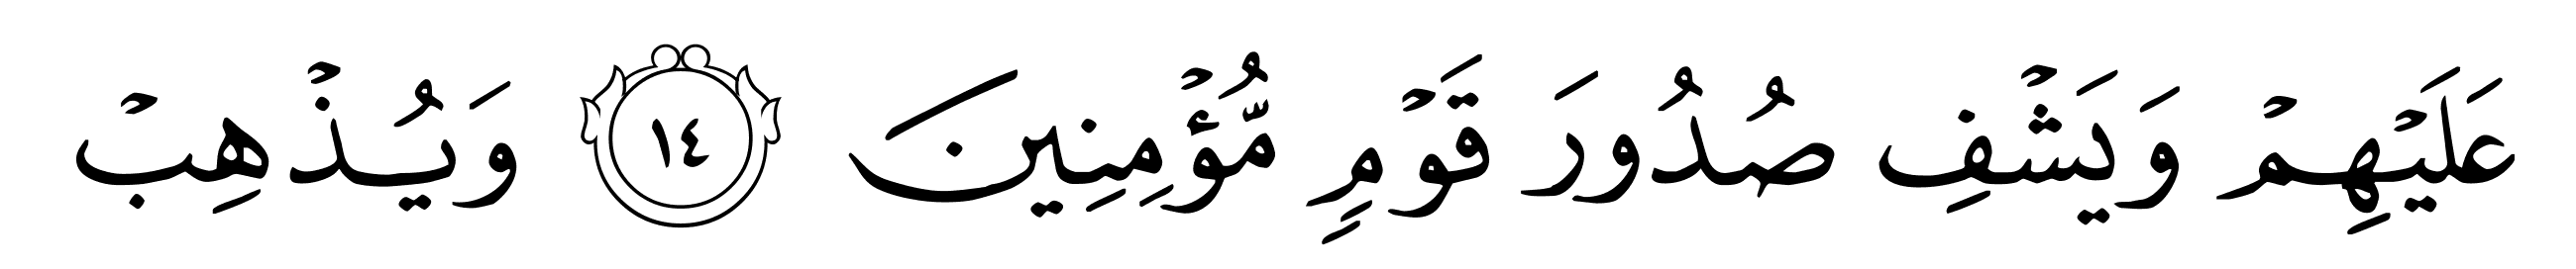 عَلَيْهِمْ وَيَشْفِ صُدُورَ قَوْمٍ مُّؤْمِنِينَ ١٤ وَيُذْهِبْ